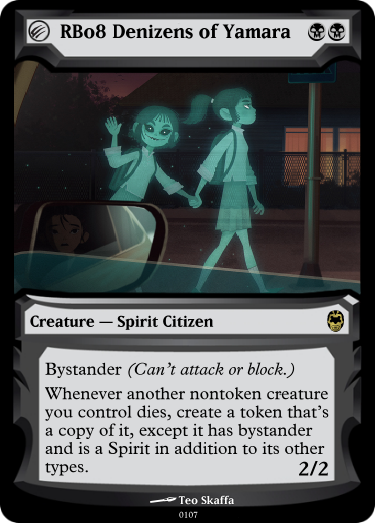 RBo8 Denizens of Yamara
Creature — Spirit Citizen
Bystander (Can't attack or block.)
Whenever another nontoken creature
you control dies, create a token that's
a copy of it, except it has bystander
and is a Spirit in addition to its other
types.
2/2
Teo Skaffa
0107